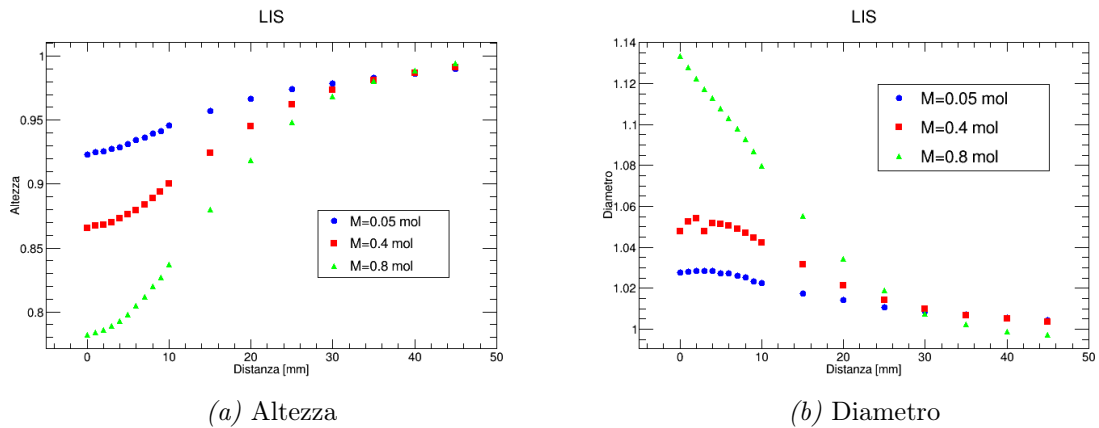 LIS
1
0.95
0.9
0.85
0.8
Altezza
M=0.05 mol
M=0.4 mol
M=0.8 mol
0 10 20 30 40 50
Distanza [mm]
(a) Altezza
LIS
1.14
1.12
1.1
1.08
1.06
1.04
1.02
1
Diametro
M=0.05 mol
M=0.4 mol
M=0.8 mol
0 10 20 30 40 50
Distanza [mm]
(b) Diametro